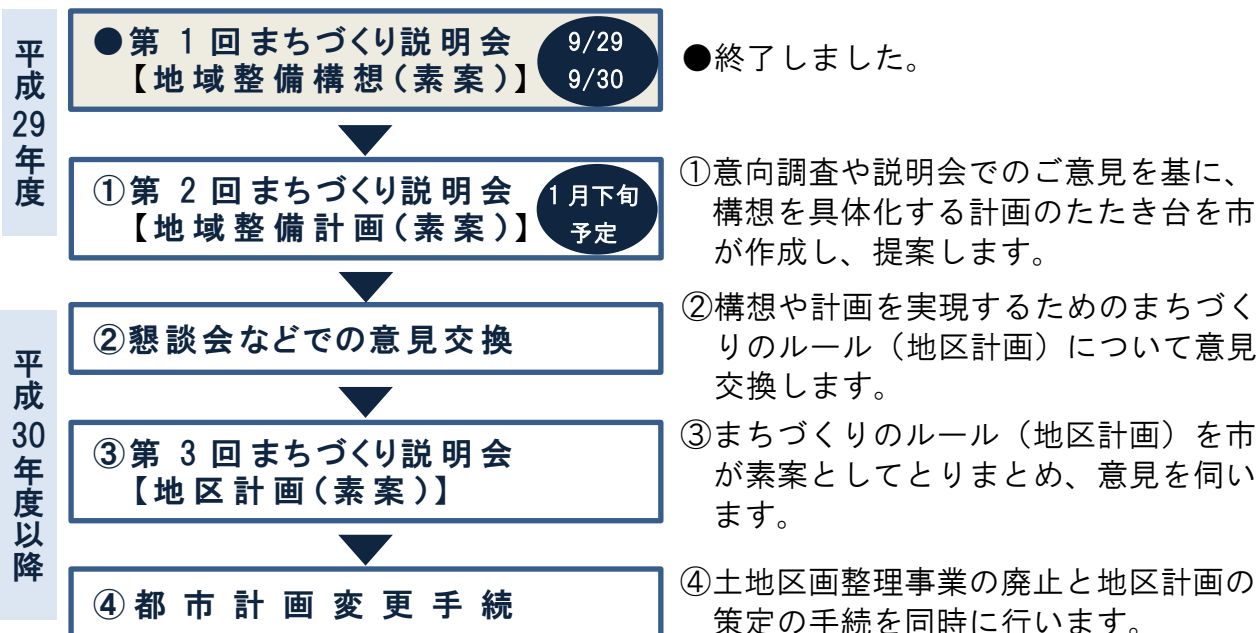 平成29年度
●第 1 回 まちづくり説明会
【地域整備構想(素案)】
9/29
9/30
●終了しました。
①第 2 回 まちづくり説明会
【地域整備計画(素案)】
1月下旬
予定
①意向調査や説明会でのご意見を基に、
構想を具体化する計画のたたき台を市
が作成し、提案します。
平成30年度以降
②懇談会などでの意見交換
②構想や計画を実現するためのまちづく
りのルール（地区計画）について意見
交換します。
③第 3 回 まちづくり説明会
【地区計画(素案)】
③まちづくりのルール（地区計画）を市
が素案としてとりまとめ、意見を伺い
ます。
④都市計画変更手続
④土地区画整理事業の廃止と地区計画の
策定の手続を同時に行います。